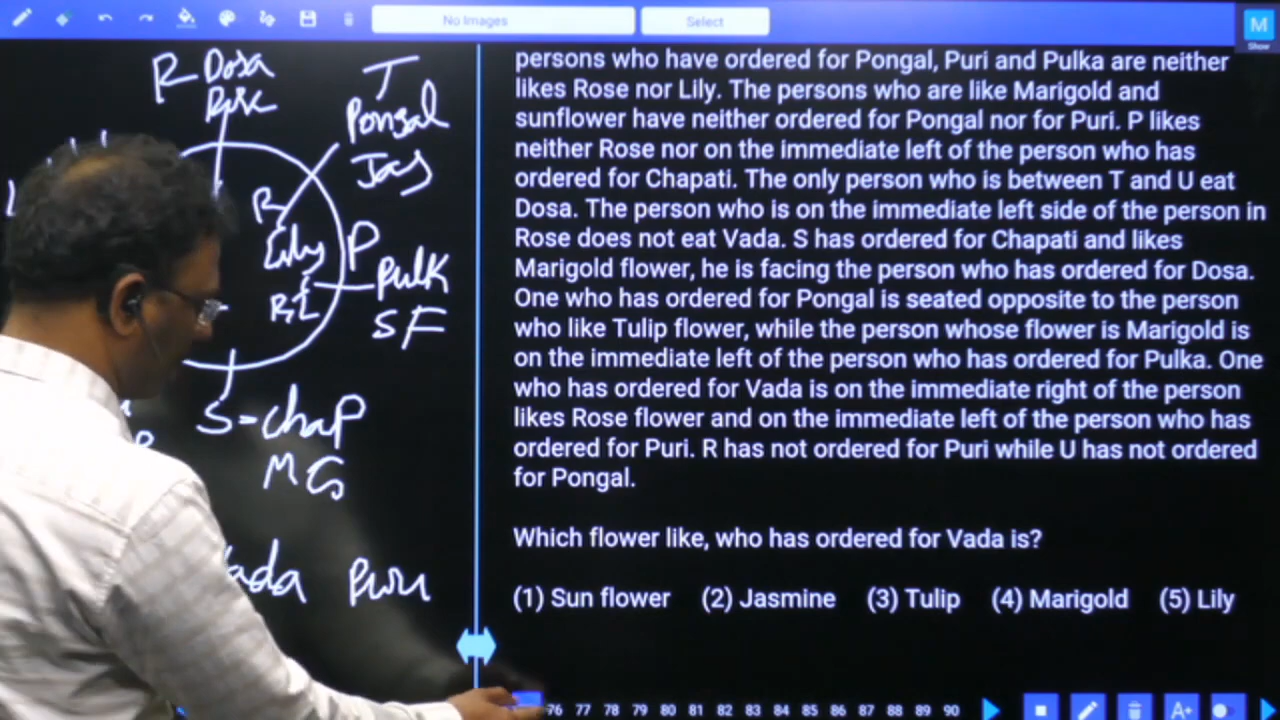 No Images
Select
M
Show
R Dosa
T
Pongal
Jas
R
Lily
P
Pulk
SF
S=chap
MG
persons who have ordered for Pongal, Puri and Pulka are neither
likes Rose nor Lily. The persons who are like Marigold and
sunflower have neither ordered for Pongal nor for Puri. P likes
neither Rose nor on the immediate left of the person who has
ordered for Chapati. The only person who is between T and U eat
Dosa. The person who is on the immediate left side of the person in
Rose does not eat Vada. S has ordered for Chapati and likes
Marigold flower, he is facing the person who has ordered for Dosa.
One who has ordered for Pongal is seated opposite to the person
who like Tulip flower, while the person whose flower is Marigold is
on the immediate left of the person who has ordered for Pulka. One
who has ordered for Vada is on the immediate right of the person
likes Rose flower and on the immediate left of the person who has
ordered for Puri. R has not ordered for Puri while U has not ordered
for Pongal.
Which flower like, who has ordered for Vada is?
(1) Sun flower (2) Jasmine (3) Tulip (4) Marigold (5) Lily
76 77 78 79 80 81 82 83 84 85 86 87 88 89 90
A+